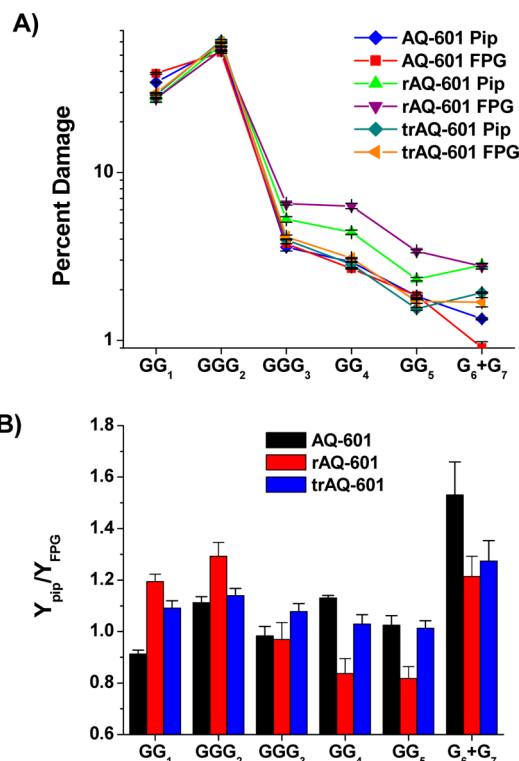 A)
AQ-601 Pip
AQ-601 FPG
rAQ-601 Pip
rAQ-601 FPG
trAQ-601 Pip
trAQ-601 FPG
Percent Damage
10
1
GG₁ GGG₂ GGG₃ GG₄ GG₅ G₆+G₇
B)
1.8
AQ-601
rAQ-601
trAQ-601
1.6
1.4
1.2
1.0
0.8
0.6
Y_pip/Y_FPG
GG₁ GGG₂ GGG₃ GG₄ GG₅ G₆+G₇